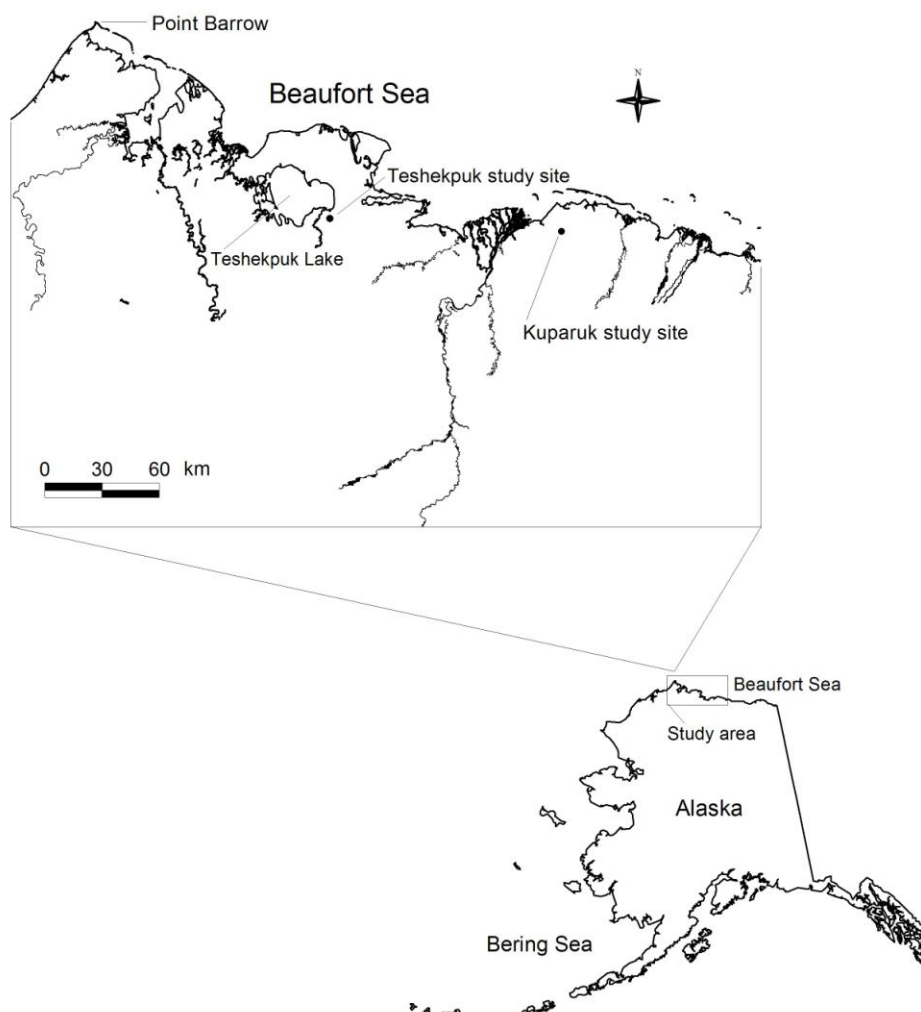 Point Barrow
N
Beaufort Sea
Teshekpuk study site
Teshekpuk Lake
Kuparuk study site
0 30 60 km
Beaufort Sea
Study area
Alaska
Bering Sea